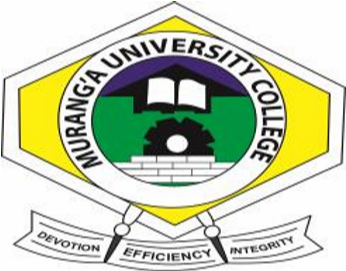 MURANG'A UNIVERSITY COLLEGE
DEVOTION EFFICIENCY INTEGRITY